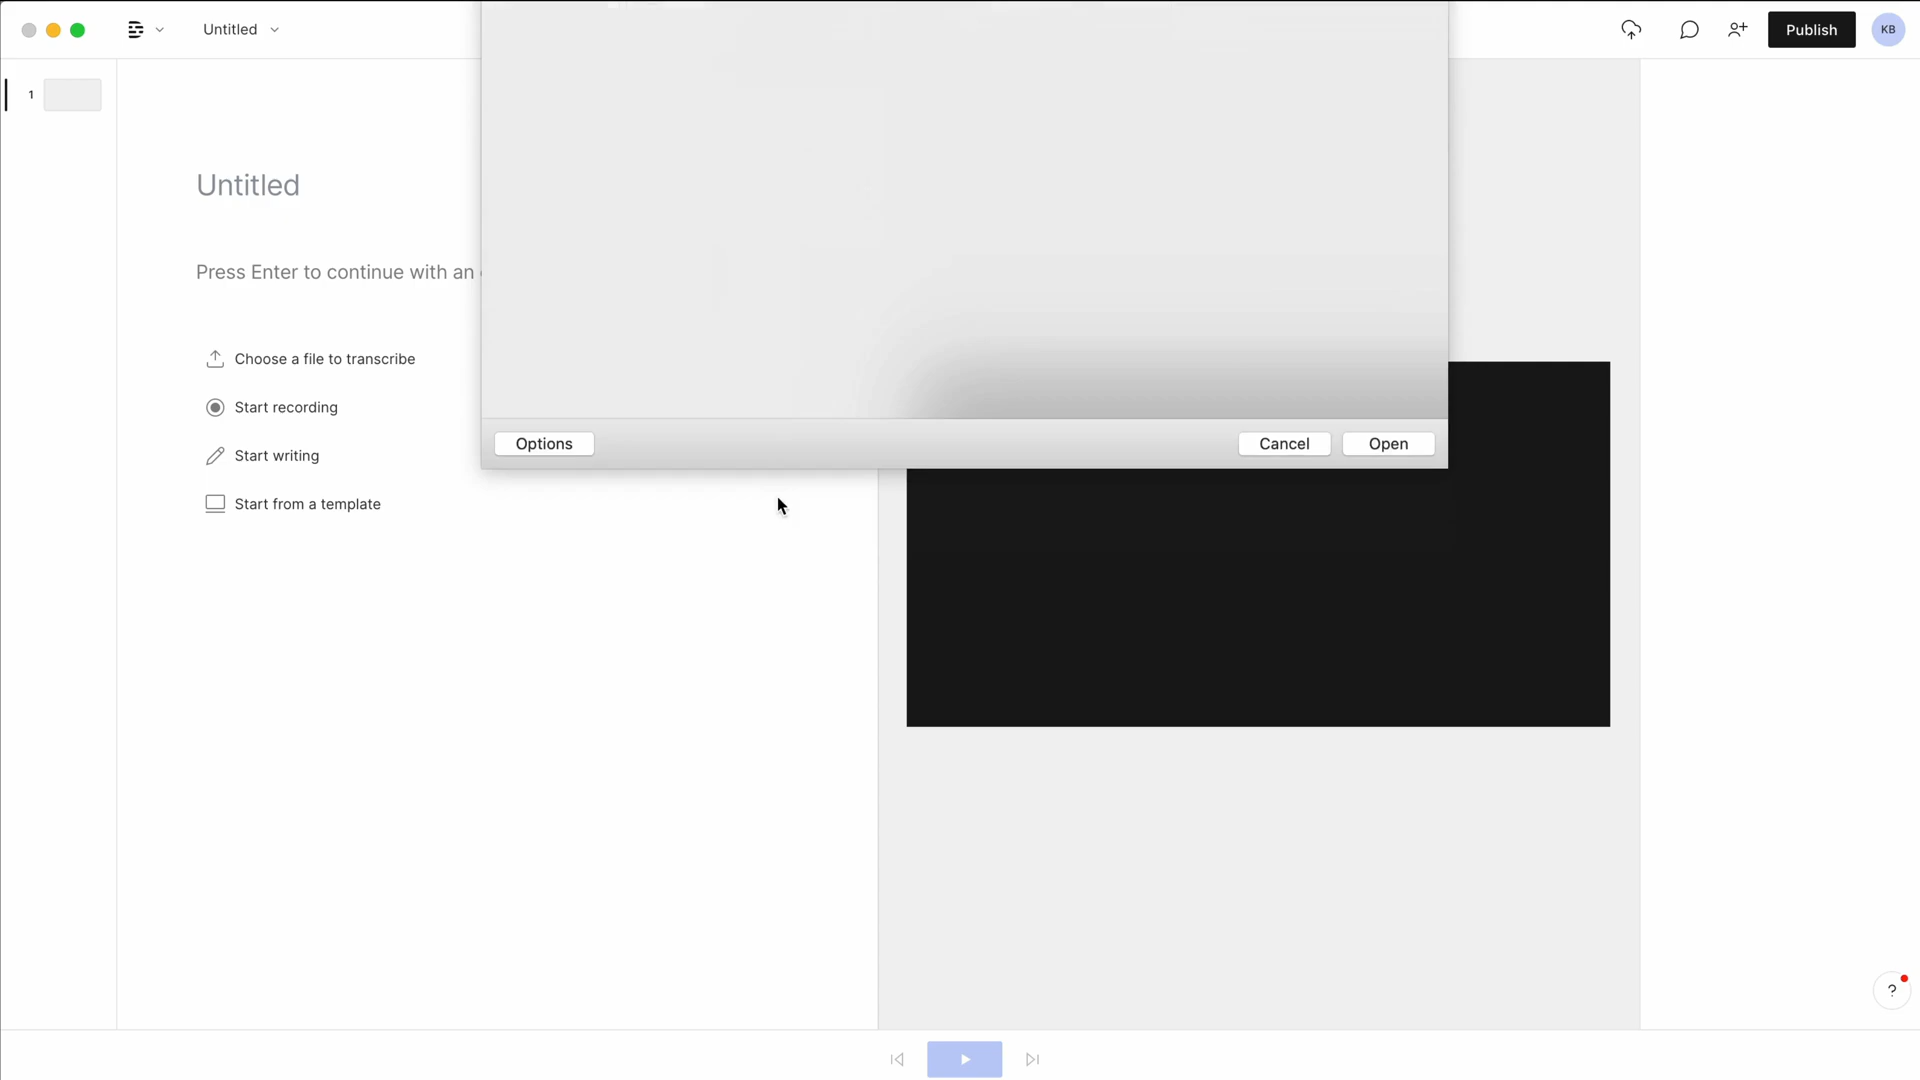 Untitled
Publish
KB
1
Untitled
Press Enter to continue with an
Choose a file to transcribe
Start recording
Start writing
Start from a template
Options
Cancel
Open
?